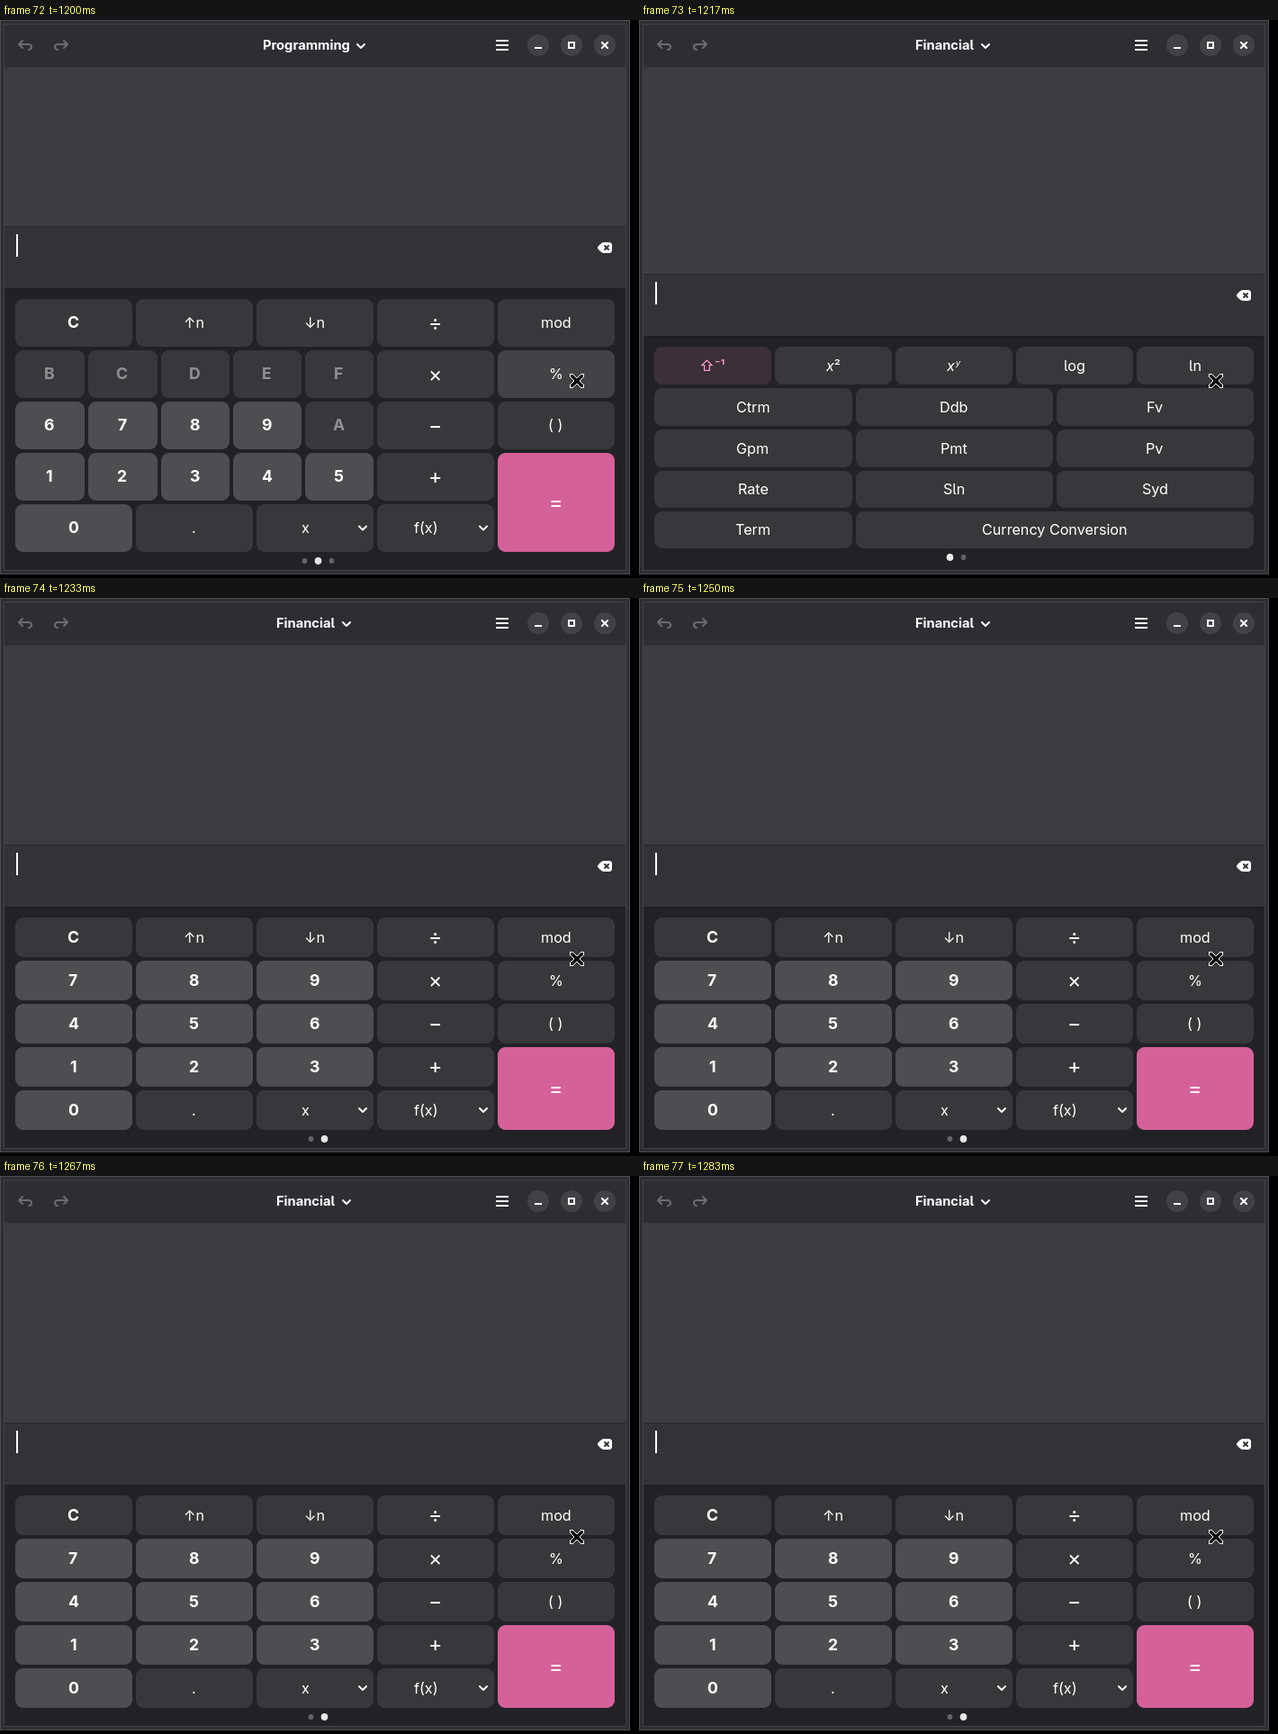 frame 72 t=1200ms
Programming
C ↑n ↓n ÷ mod
B C D E F × %
6 7 8 9 A − ( )
1 2 3 4 5 + =
0 . x f(x)
frame 73 t=1217ms
Financial
⇧⁻¹ x² xʸ log ln
Ctrm Ddb Fv
Gpm Pmt Pv
Rate Sln Syd
Term Currency Conversion
frame 74 t=1233ms
Financial
C ↑n ↓n ÷ mod
7 8 9 × %
4 5 6 − ( )
1 2 3 + =
0 . x f(x)
frame 75 t=1250ms
Financial
C ↑n ↓n ÷ mod
7 8 9 × %
4 5 6 − ( )
1 2 3 + =
0 . x f(x)
frame 76 t=1267ms
Financial
C ↑n ↓n ÷ mod
7 8 9 × %
4 5 6 − ( )
1 2 3 + =
0 . x f(x)
frame 77 t=1283ms
Financial
C ↑n ↓n ÷ mod
7 8 9 × %
4 5 6 − ( )
1 2 3 + =
0 . x f(x)